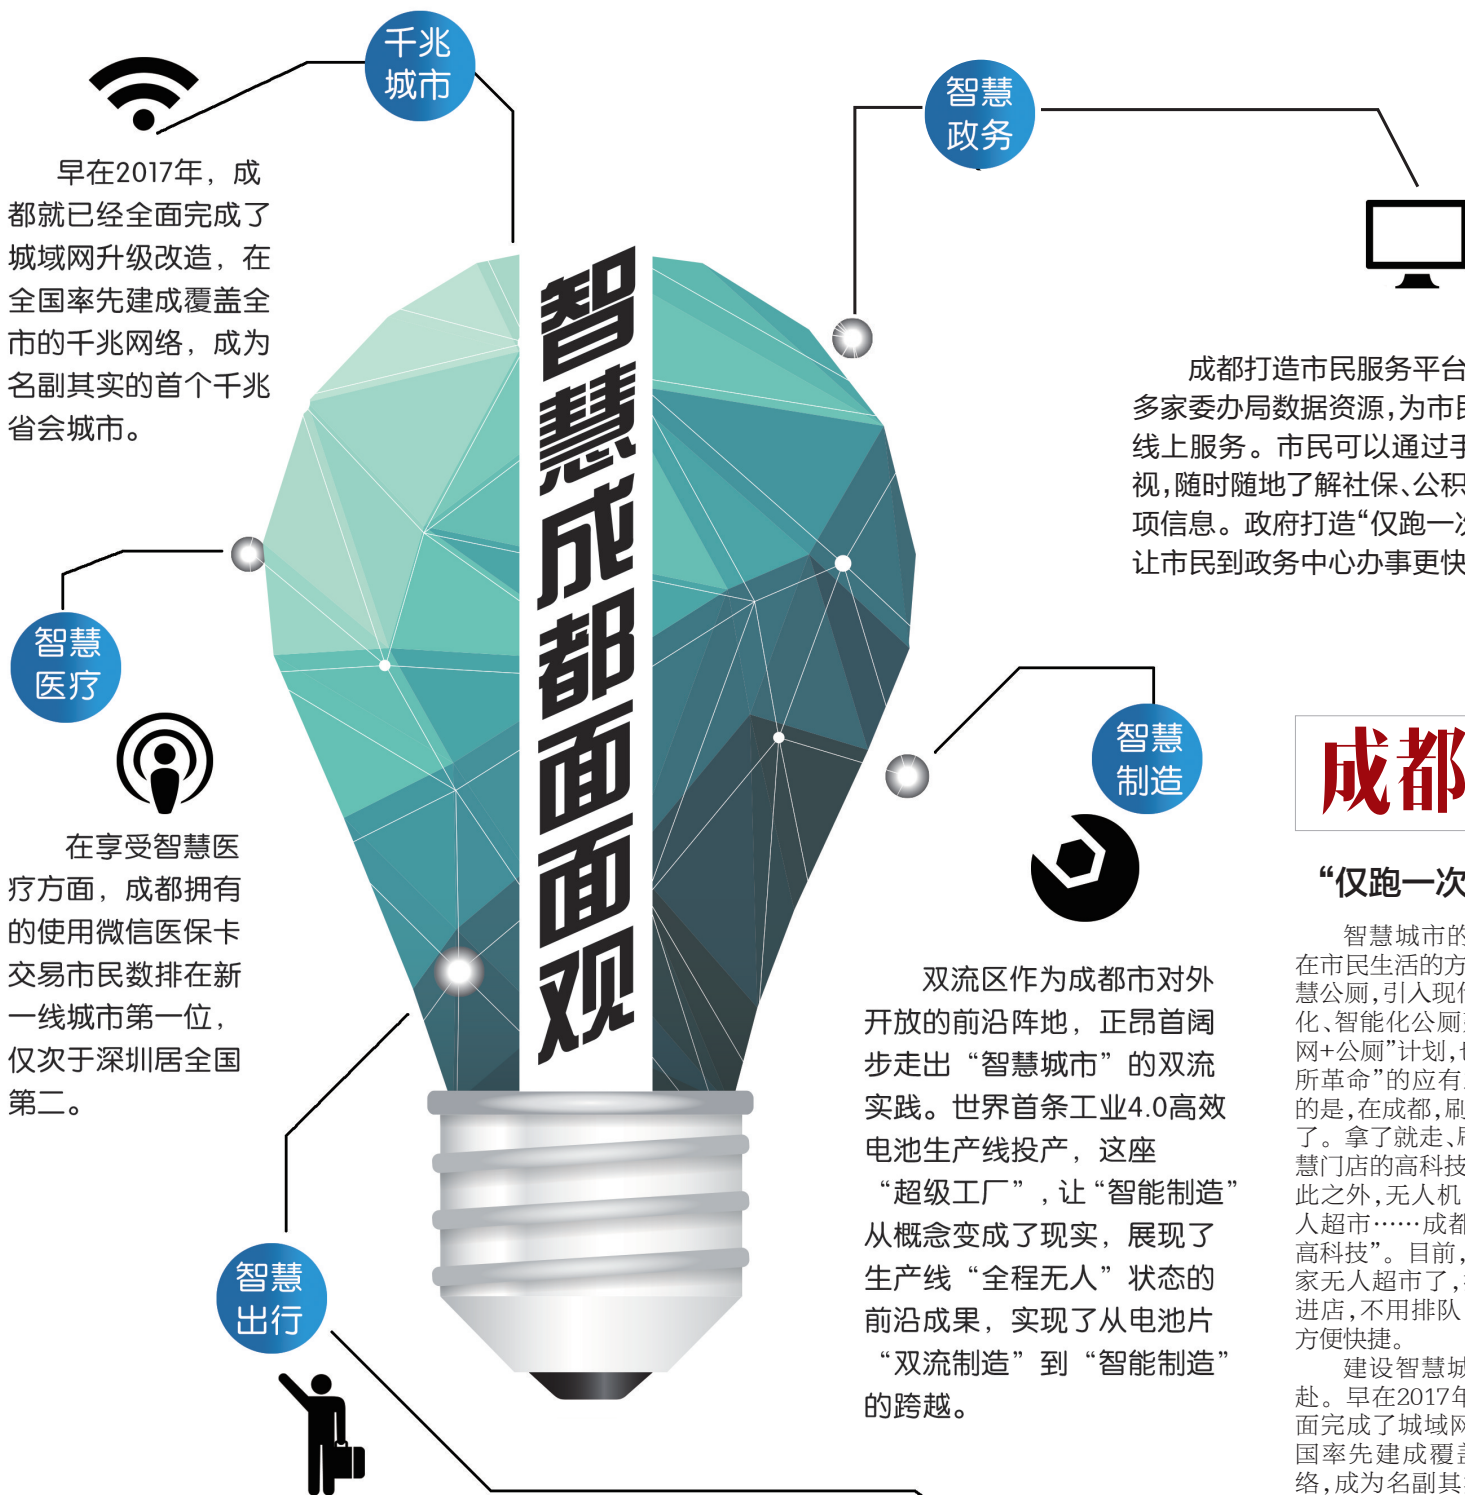 千兆
城市
早在2017年，成
都就已经全面完成了
城域网升级改造，在
全国率先建成覆盖全
市的千兆网络，成为
名副其实的首个千兆
省会城市。
智慧
政务
成都打造市民服务平台
多家委办局数据资源，为市民
线上服务。市民可以通过手
视，随时随地了解社保、公积
项信息。政府打造“仅跑一次
让市民到政务中心办事更快
智慧成都面面观
智慧
医疗
在享受智慧医
疗方面，成都拥有
的使用微信医保卡
交易市民数排在新
一线城市第一位，
仅次于深圳居全国
第二。
智慧
制造
双流区作为成都市对外
开放的前沿阵地，正昂首阔
步走出“智慧城市”的双流
实践。世界首条工业4.0高效
电池生产线投产，这座
“超级工厂”，让“智能制造”
从概念变成了现实，展现了
生产线“全程无人”状态的
前沿成果，实现了从电池片
“双流制造”到“智能制造”
的跨越。
智慧
出行
成都
“仅跑一次
智慧城市的
在市民生活的方
慧公厕，引入现代
化、智能化公厕
网+公厕”计划，也
所革命”的应有
的是，在成都，刷
了。拿了就走、刷
慧门店的高科技
此之外，无人机
人超市……成都
高科技”。目前，
家无人超市了，
进店，不用排队
方便快捷。
建设智慧城
赴。早在2017年
面完成了城域网
国率先建成覆盖
络，成为名副其